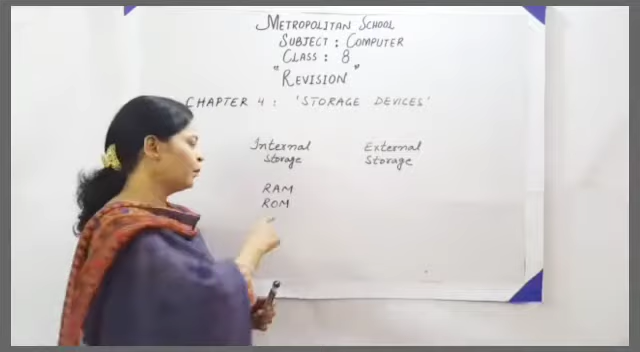 METROPOLITAN SCHOOL
SUBJECT : COMPUTER
CLASS : 8
"REVISION"
CHAPTER 4 : 'STORAGE DEVICES'
Internal Storage
External Storage
RAM
ROM